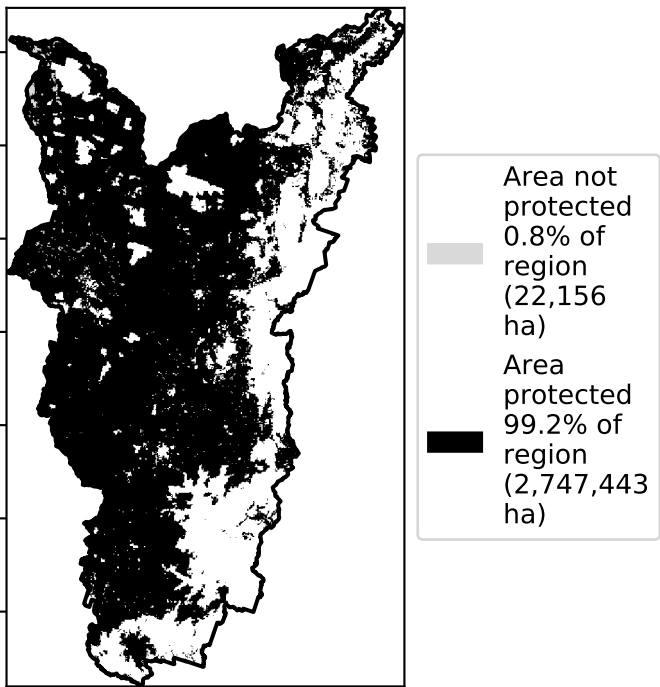 Area not
protected
0.8% of
region
(22,156
ha)
Area
protected
99.2% of
region
(2,747,443
ha)